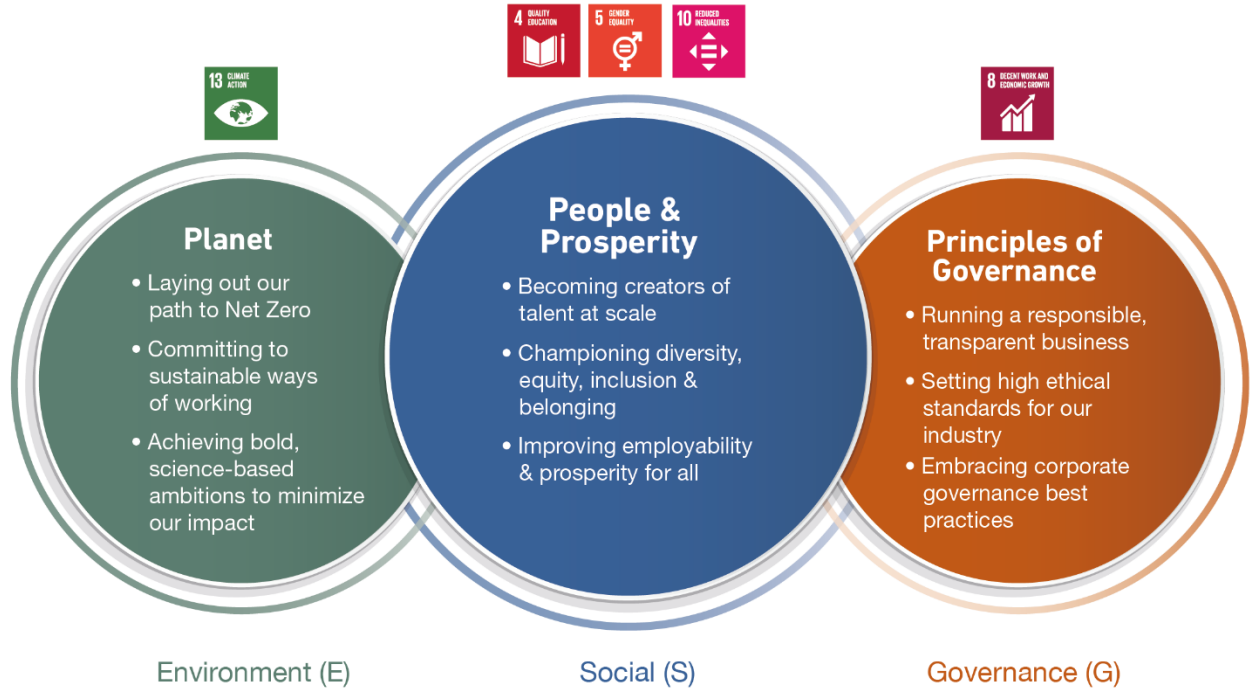 4 QUALITY
EDUCATION
5 GENDER
EQUALITY
10 REDUCED
INEQUALITIES
13 CLIMATE
ACTION
8 DECENT WORK AND
ECONOMIC GROWTH
Planet
• Laying out our
path to Net Zero
• Committing to
sustainable ways
of working
• Achieving bold,
science-based
ambitions to minimize
our impact
People &
Prosperity
• Becoming creators of
talent at scale
• Championing diversity,
equity, inclusion &
belonging
• Improving employability
& prosperity for all
Principles of
Governance
• Running a responsible,
transparent business
• Setting high ethical
standards for our
industry
• Embracing corporate
governance best
practices
Environment (E)
Social (S)
Governance (G)